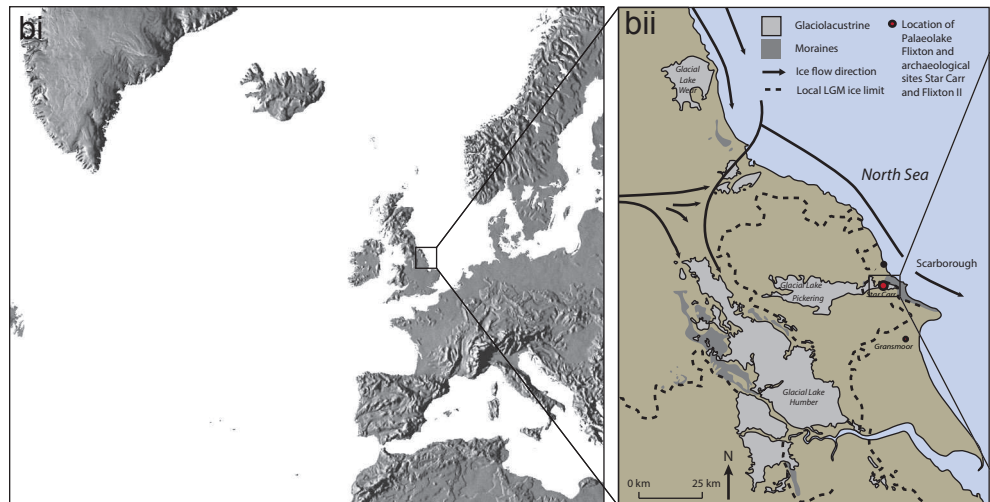 bi
bii
Glaciolacustrine
Moraines
Ice flow direction
Local LGM ice limit
Location of
Palaeolake
Flixton and
archaeological
sites Star Carr
and Flixton II
Glacial
Lake
Wear
North Sea
Scarborough
Glacial Lake
Pickering
Star Carr
Gransmoor
Glacial Lake
Humber
N
0 km
25 km